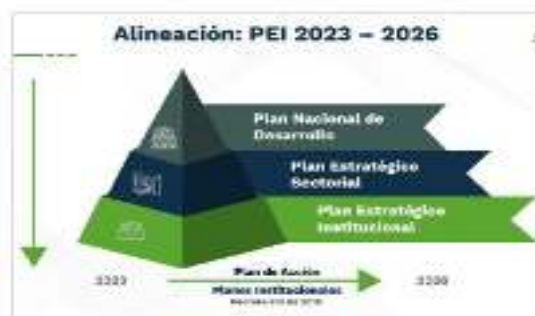 Alineación: PEI 2023 – 2026
Plan Nacional de
Desarrollo
Plan Estratégico
Sectorial
Plan Estratégico
Institucional
Plan de Acción
Planes Institucionales